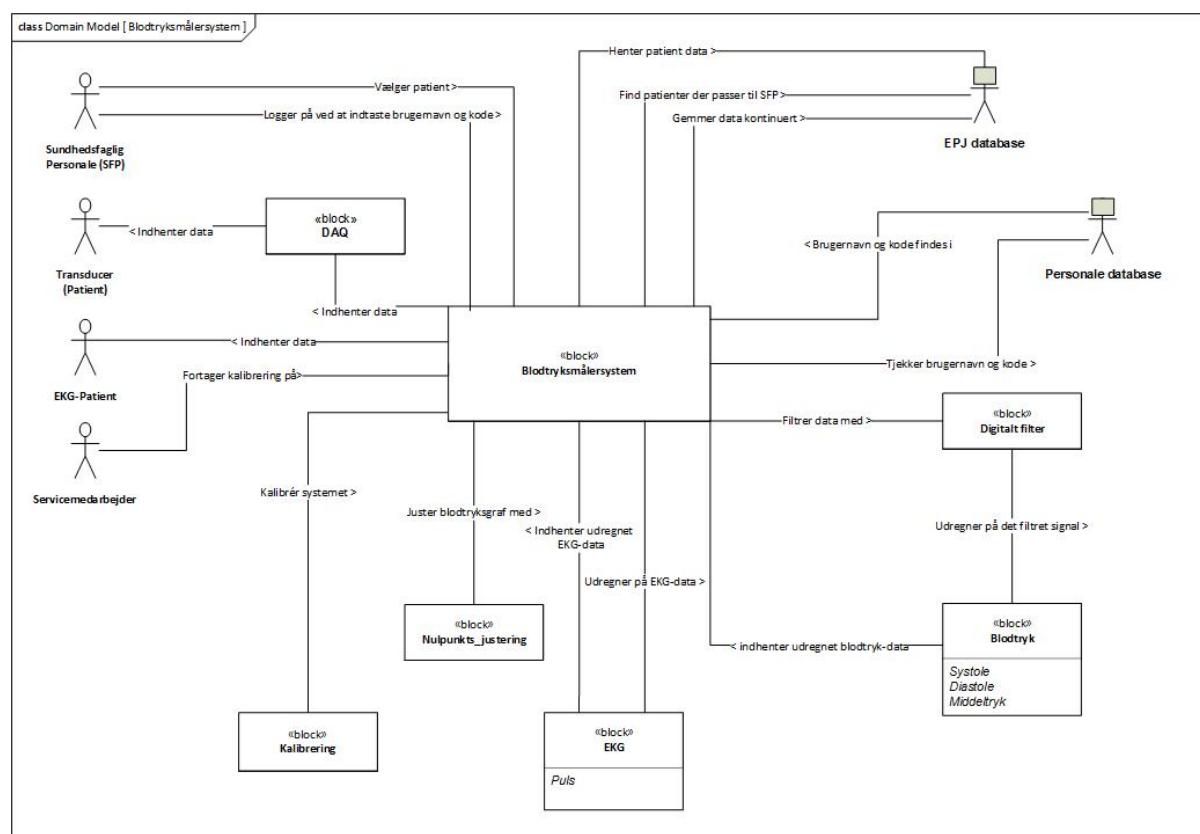 class Domain Model [ Blodtryksmålersystem ]
Henter patient data >
Vælger patient >
Find patienter der passer til SFP>
Logger på ved at indtaste brugernavn og kode >
Gemmer data kontinuert >
Sundhedsfaglig
Personale (SFP)
EPJ database
«block»
DAQ
< Indhenter data
Transducer
(Patient)
< Brugernavn og kode findes i
Personale database
< Indhenter data
< Indhenter data
«block»
Blodtryksmålersystem
Tjekker brugernavn og kode >
Fortager kalibrering på>
EKG-Patient
Filtrer data med >
«block»
Digitalt filter
Servicemedarbejder
Kalibrér systemet >
Juster blodtryksgraf med >
< Indhenter udregnet
EKG-data
Udregner på det filtret signal >
Udregner på EKG-data >
«block»
Nulpunkts_justering
«block»
Blodtryk
< indhenter udregnet blodtryk-data
Systole
Diastole
Middeltryk
«block»
Kalibrering
«block»
EKG
Puls